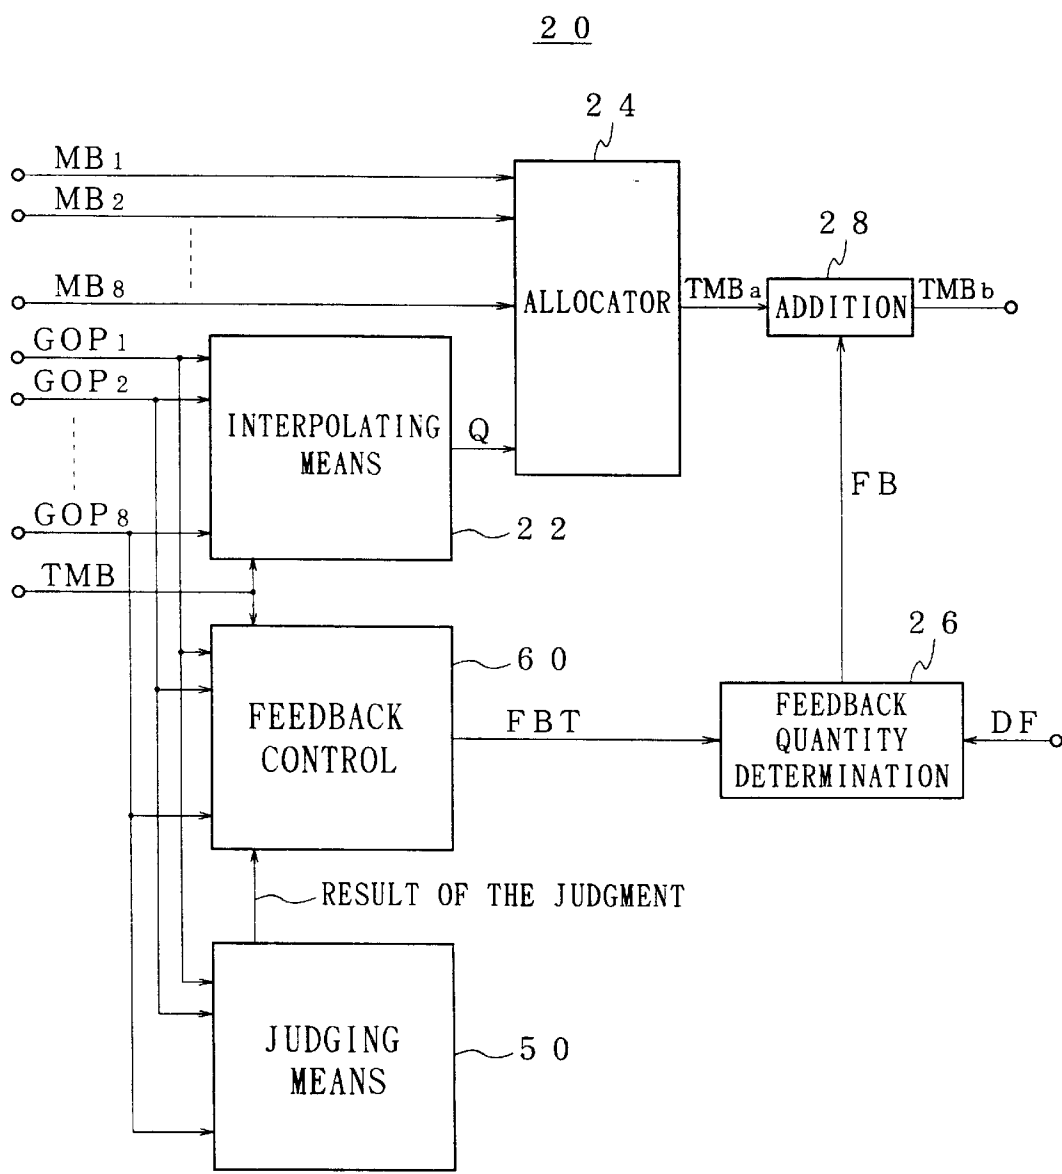 20
24
MB1
MB2
28
MB8
ALLOCATOR
TMBa
ADDITION
TMBb
GOP1
GOP2
INTERPOLATING
MEANS
Q
FB
GOP8
22
TMB
26
60
FEEDBACK
CONTROL
FBT
FEEDBACK
QUANTITY
DETERMINATION
DF
RESULT OF THE JUDGMENT
JUDGING
MEANS
50